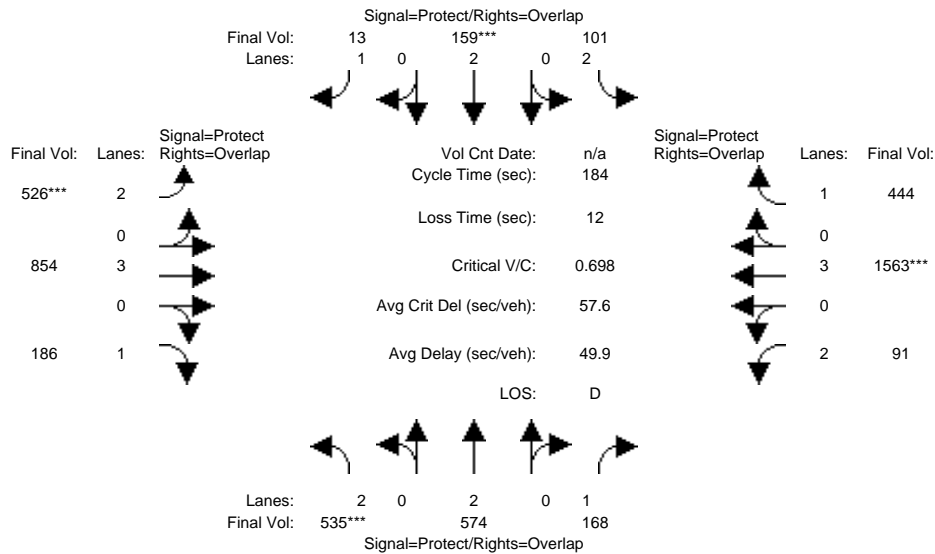 Signal=Protect/Rights=Overlap
Final Vol: 13 159*** 101
Lanes: 1 0 2 0 2
Signal=Protect
Final Vol: Lanes: Rights=Overlap
Vol Cnt Date: n/a
Signal=Protect
Rights=Overlap Lanes: Final Vol:
Cycle Time (sec): 184
526*** 2
1 444
Loss Time (sec): 12
0
0
854 3
Critical V/C: 0.698
3 1563***
0
Avg Crit Del (sec/veh): 57.6
0
186 1
Avg Delay (sec/veh): 49.9
2 91
LOS: D
Lanes: 2 0 2 0 1
Final Vol: 535*** 574 168
Signal=Protect/Rights=Overlap